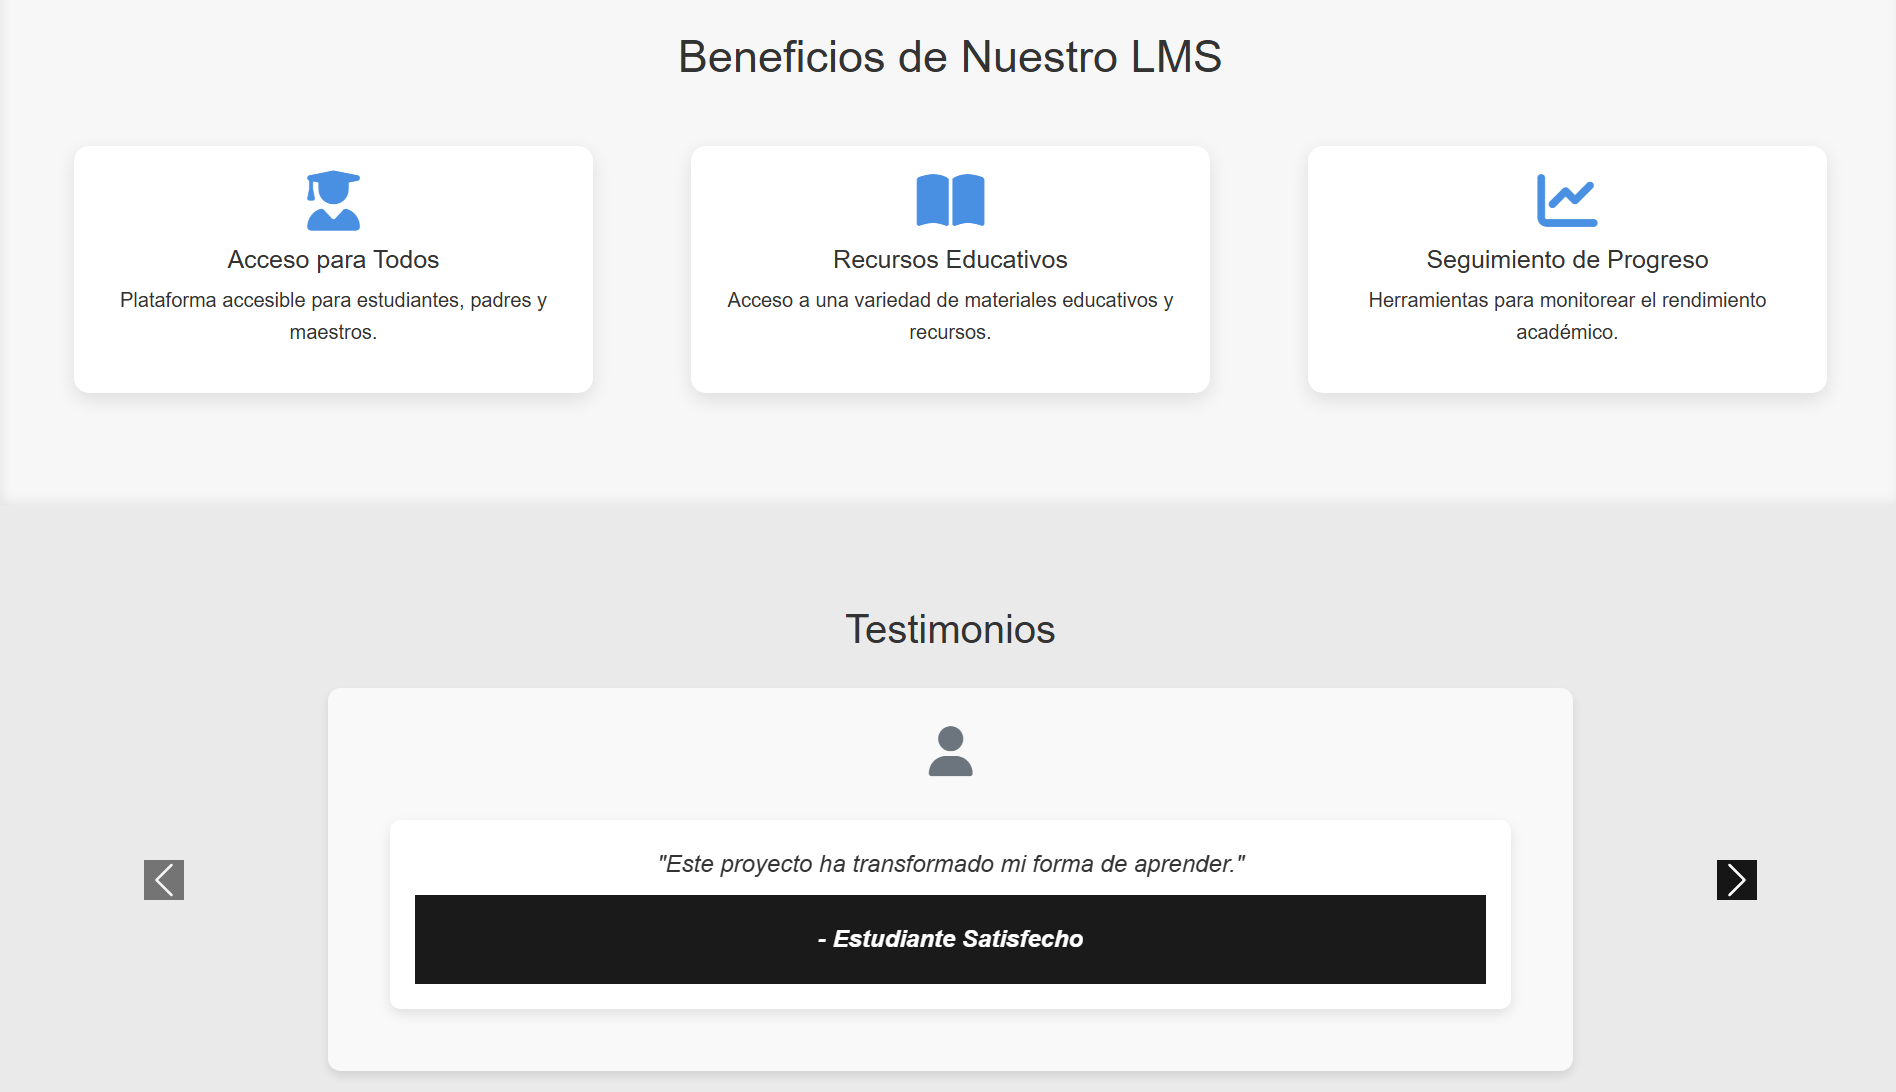 Beneficios de Nuestro LMS
Acceso para Todos
Plataforma accesible para estudiantes, padres y
maestros.
Recursos Educativos
Acceso a una variedad de materiales educativos y
recursos.
Seguimiento de Progreso
Herramientas para monitorear el rendimiento
académico.
Testimonios
"Este proyecto ha transformado mi forma de aprender."
- Estudiante Satisfecho